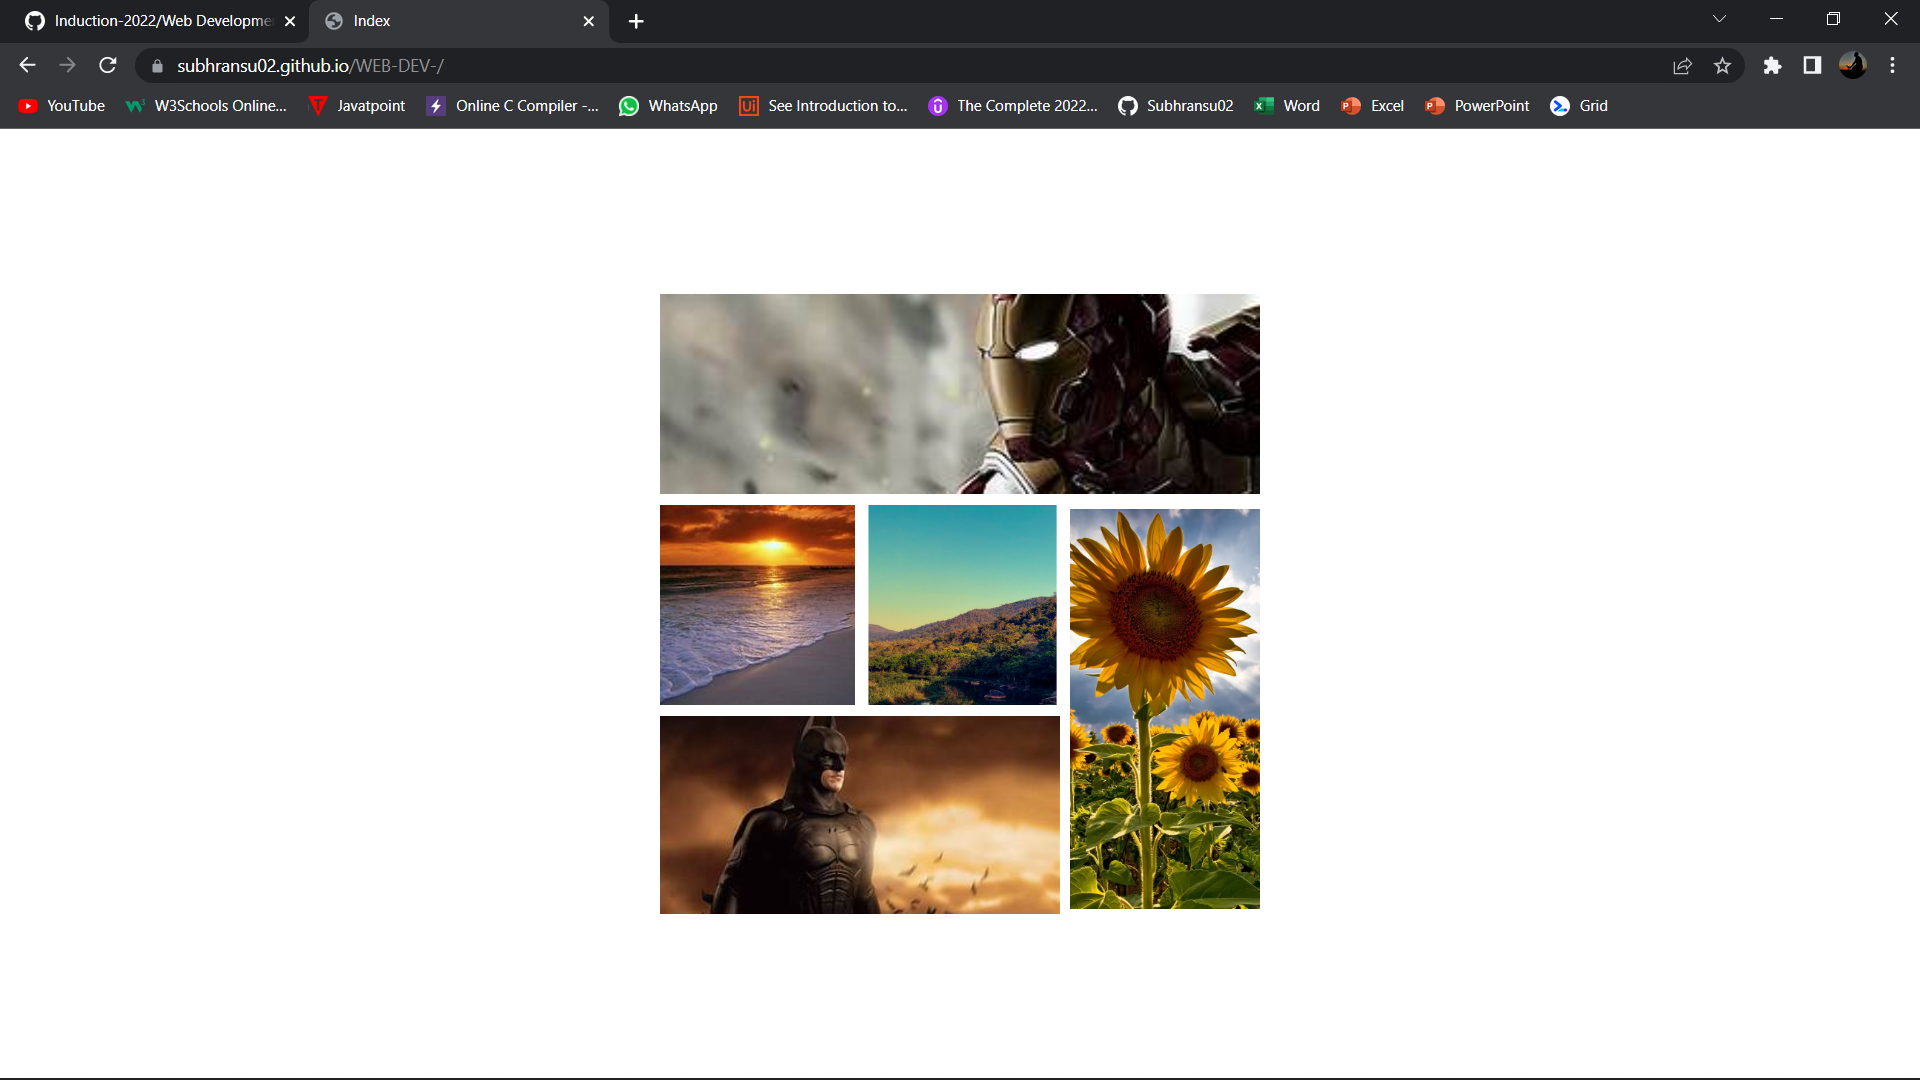 Induction-2022/Web Developme
Index
subhransu02.github.io/WEB-DEV-/
YouTube W3Schools Online... Javatpoint Online C Compiler -... WhatsApp See Introduction to... The Complete 2022... Subhransu02 Word Excel PowerPoint Grid